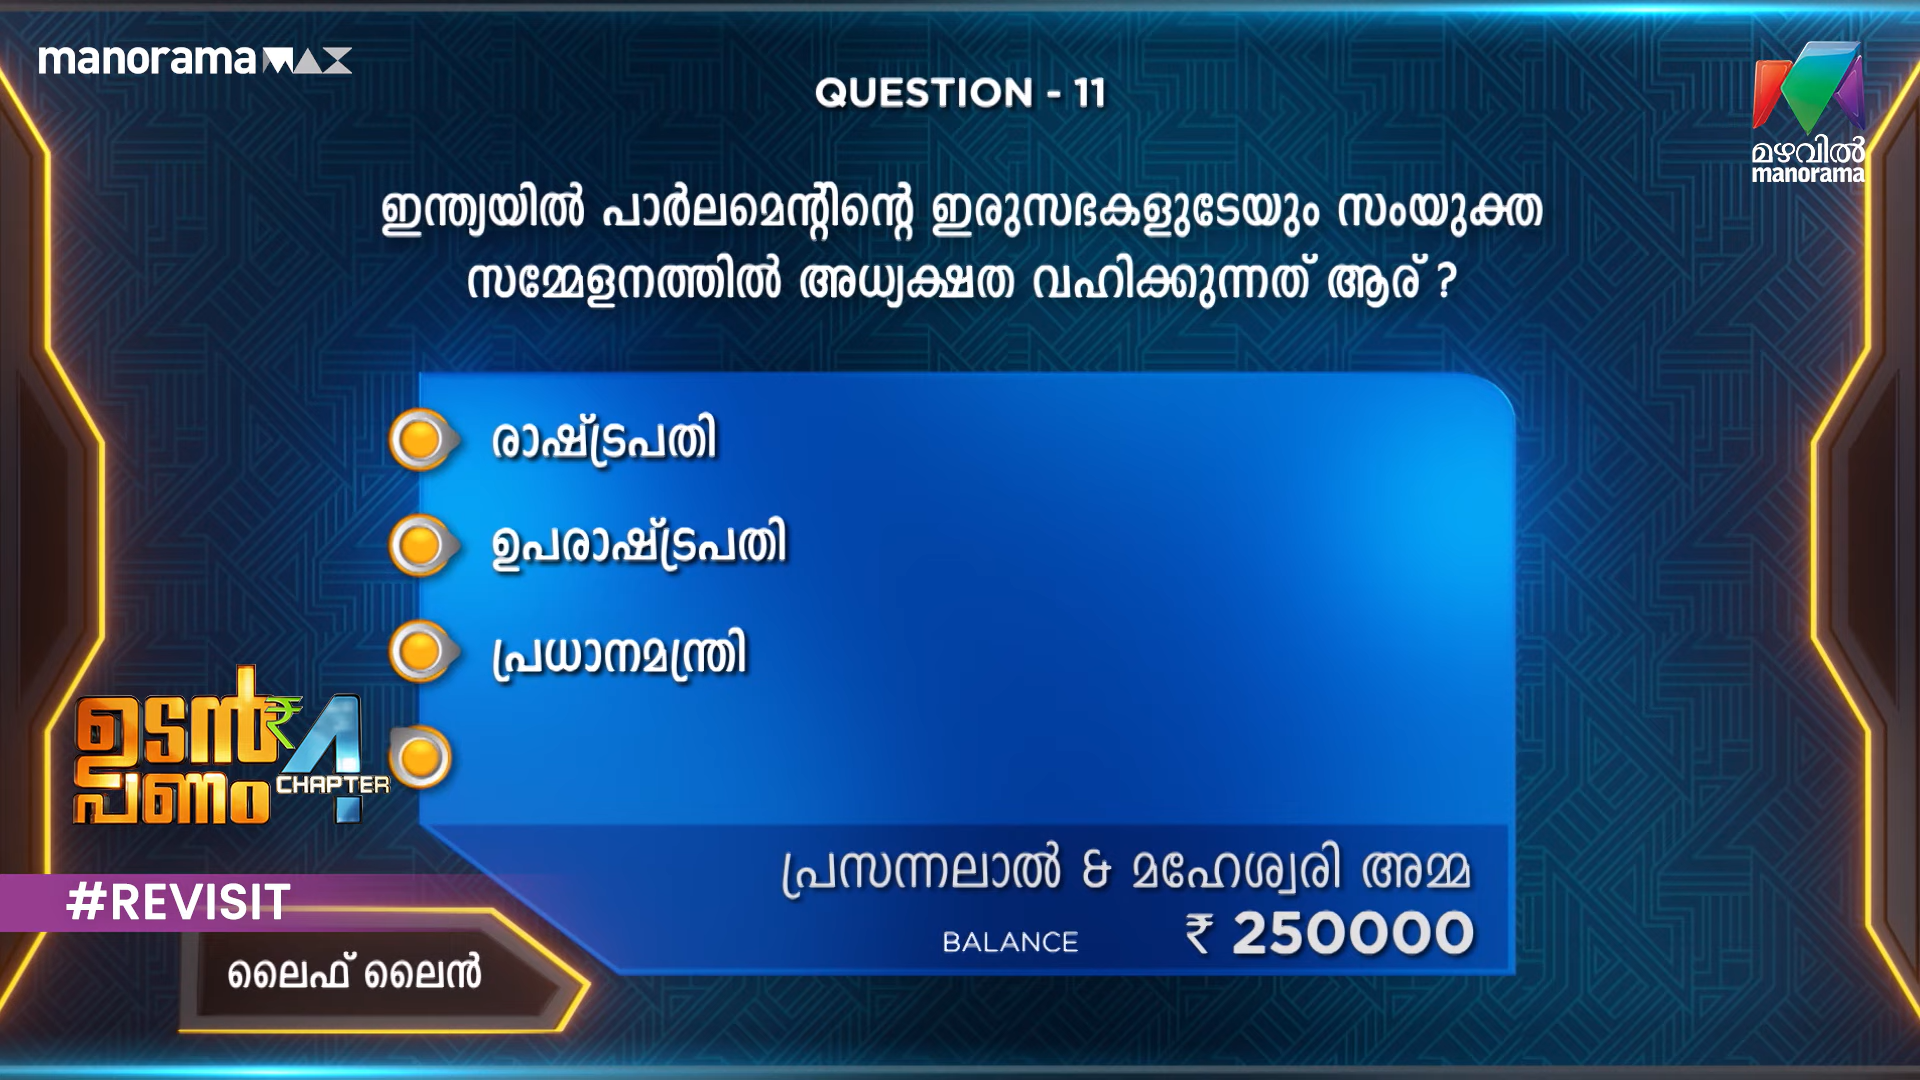 manorama MAX
QUESTION - 11
മഴവിൽ
manorama
ഇന്ത്യയിൽ പാർലമെന്റിന്റെ ഇരുസഭകളുടേയും സംയുക്ത
സമ്മേളനത്തിൽ അധ്യക്ഷത വഹിക്കുന്നത് ആര് ?
രാഷ്ട്രപതി
ഉപരാഷ്ട്രപതി
പ്രധാനമന്ത്രി
ഉടൻ ₹ 4
പണം CHAPTER
പ്രസന്നലാൽ & മഹേശ്വരി അമ്മ
BALANCE ₹ 250000
#REVISIT
ലൈഫ് ലൈൻ